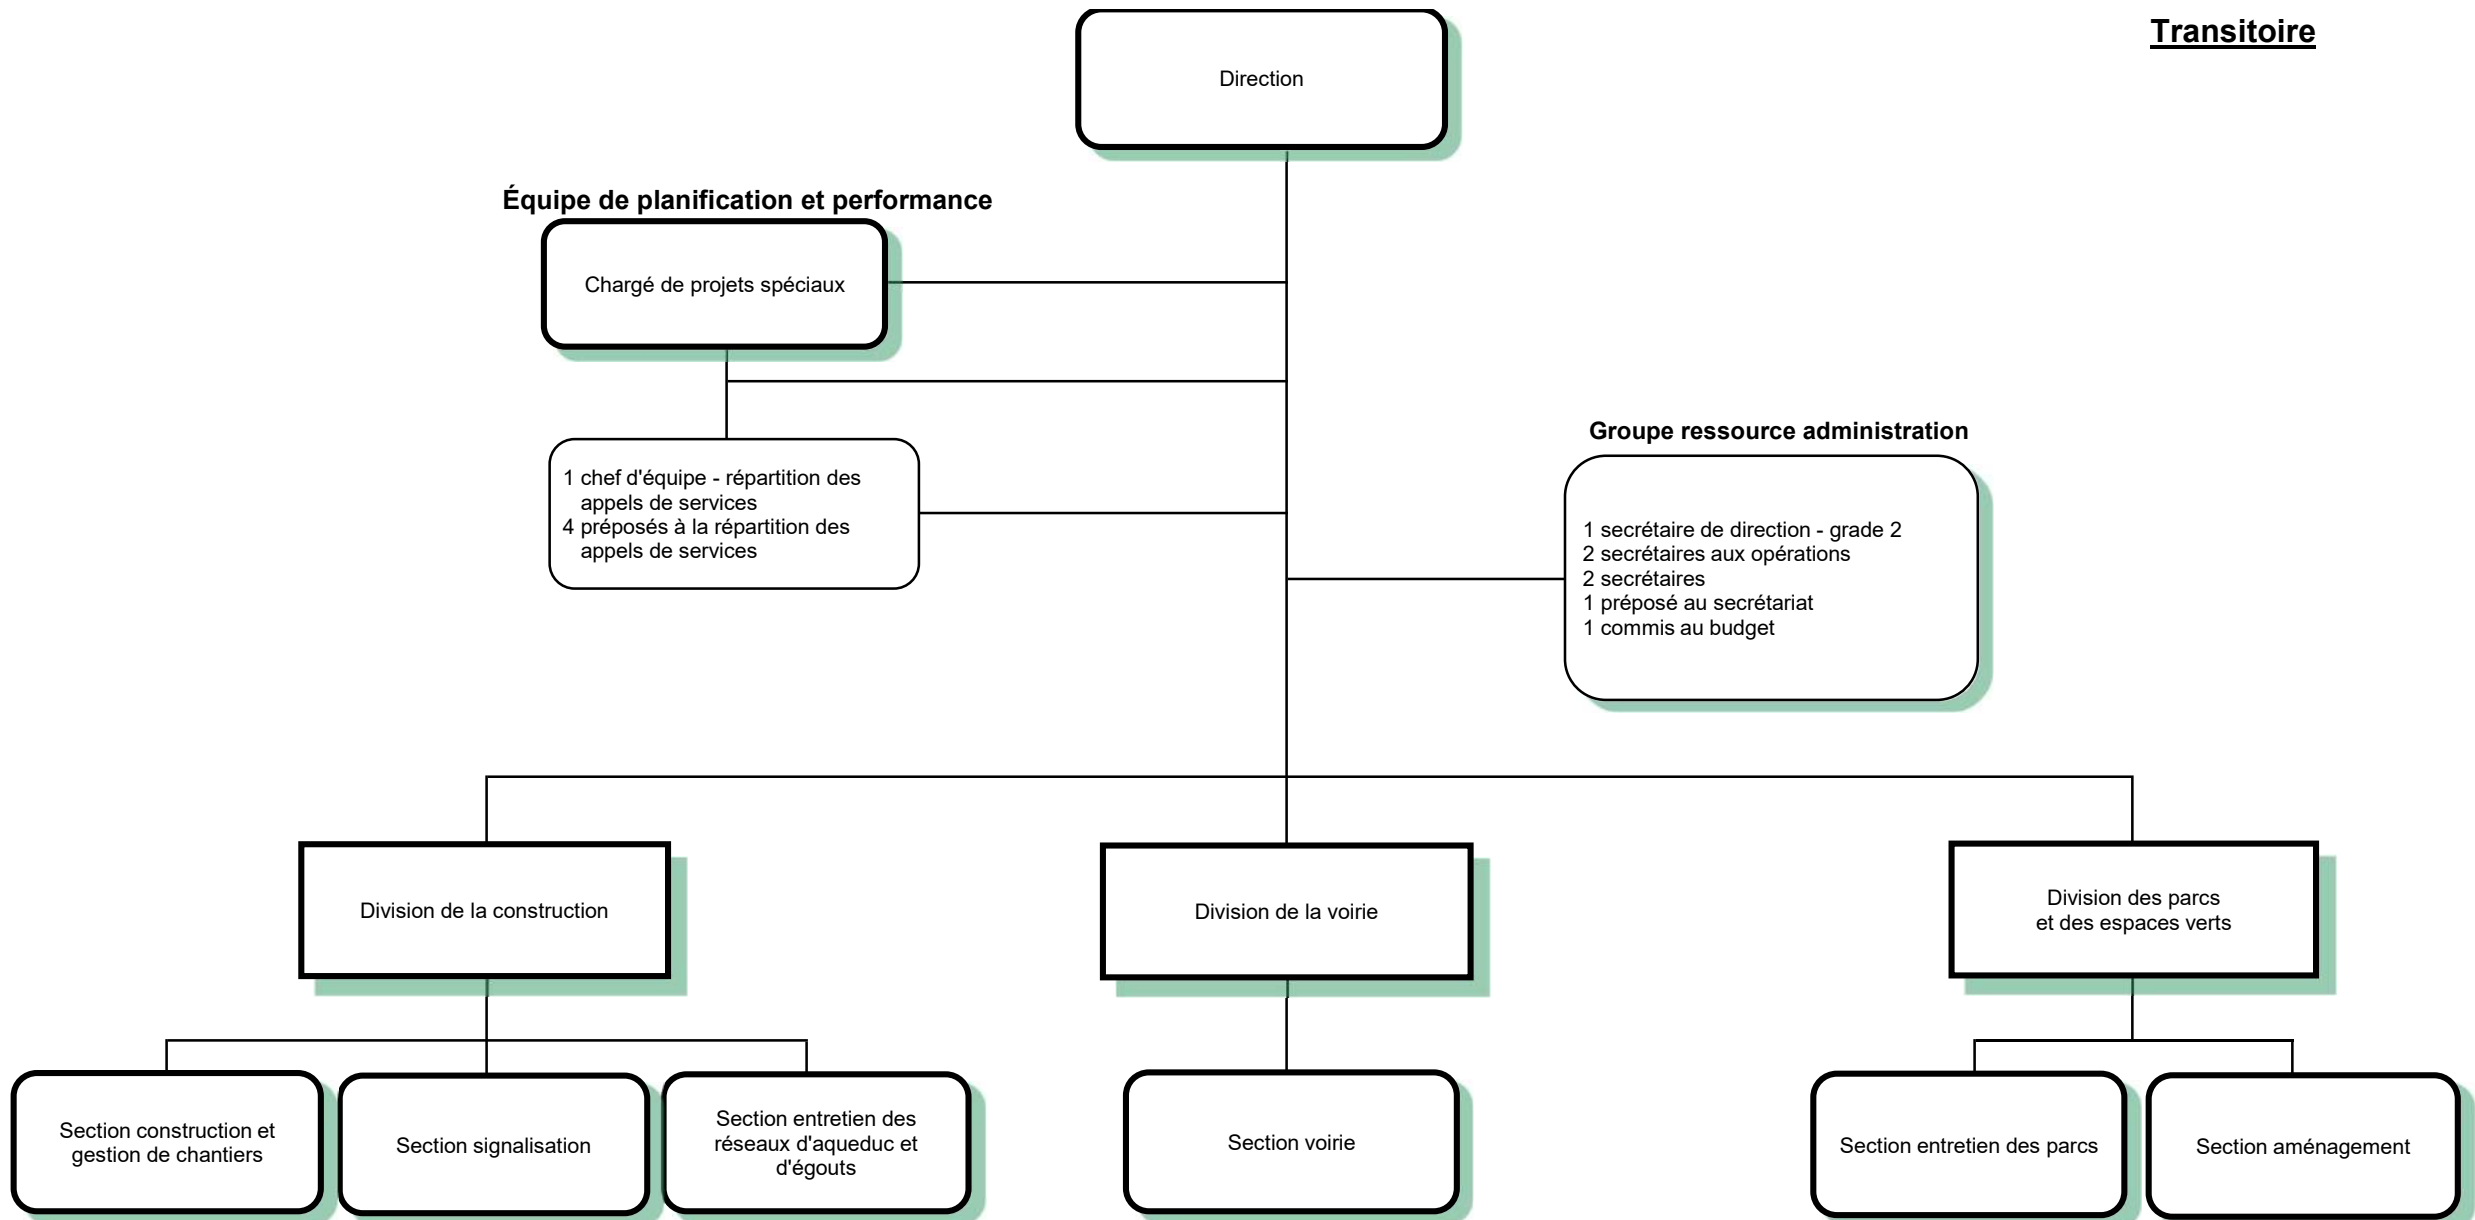 Transitoire
Direction
Équipe de planification et performance
Chargé de projets spéciaux
1 chef d'équipe - répartition des
appels de services
4 préposés à la répartition des
appels de services
Groupe ressource administration
1 secrétaire de direction - grade 2
2 secrétaires aux opérations
2 secrétaires
1 préposé au secrétariat
1 commis au budget
Division de la construction
Division de la voirie
Division des parcs
et des espaces verts
Section construction et
gestion de chantiers
Section signalisation
Section entretien des
réseaux d'aqueduc et
d'égouts
Section voirie
Section entretien des parcs
Section aménagement